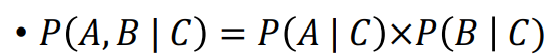 • P(A, B | C) = P(A | C)×P(B | C)